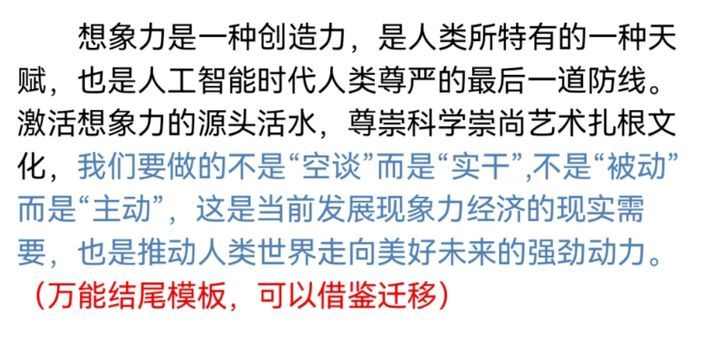 想象力是一种创造力，是人类所特有的一种天
赋，也是人工智能时代人类尊严的最后一道防线。
激活想象力的源头活水，尊崇科学崇尚艺术扎根文
化，我们要做的不是“空谈”而是“实干”,不是“被动”
而是“主动”，这是当前发展现象力经济的现实需
要，也是推动人类世界走向美好未来的强劲动力。
（万能结尾模板，可以借鉴迁移）